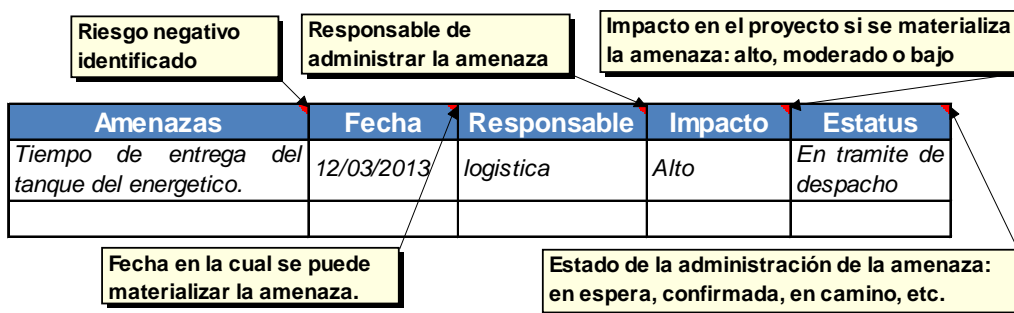 Riesgo negativo
identificado
Responsable de
administrar la amenaza
Impacto en el proyecto si se materializa
la amenaza: alto, moderado o bajo
Amenazas Fecha Responsable Impacto Estatus
Tiempo de entrega del
tanque del energetico.
12/03/2013
logistica
Alto
En tramite de
despacho
Fecha en la cual se puede
materializar la amenaza.
Estado de la administración de la amenaza:
en espera, confirmada, en camino, etc.